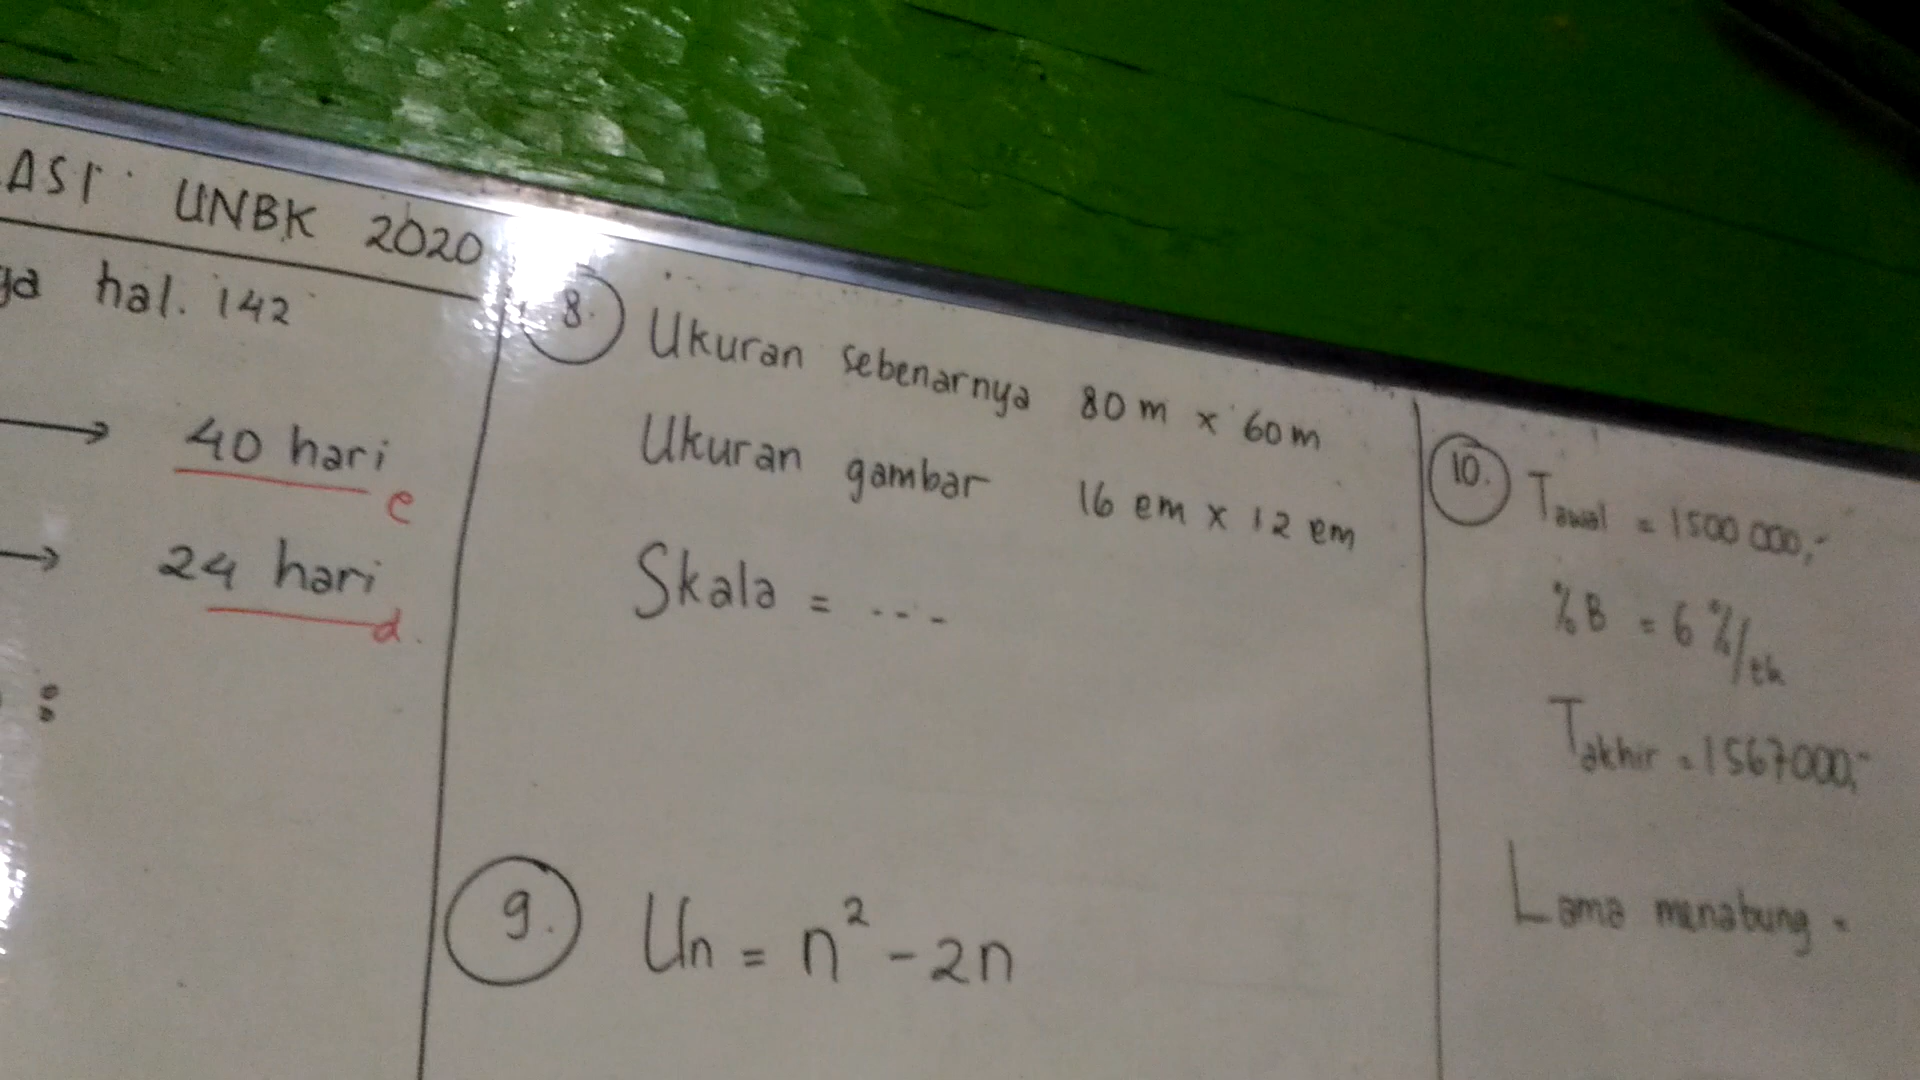 ASI UNBK 2020
ya hal. 142
→ 40 hari
e
→ 24 hari
d.
:
8. Ukuran sebenarnya 80 m x 60 m
Ukuran gambar 16 cm x 12 cm
Skala = ....
9. Un = n² - 2n
10. Tawal = 1500 000,-
%B = 6%/th
Takhir = 1567000,-
Lama menabung =